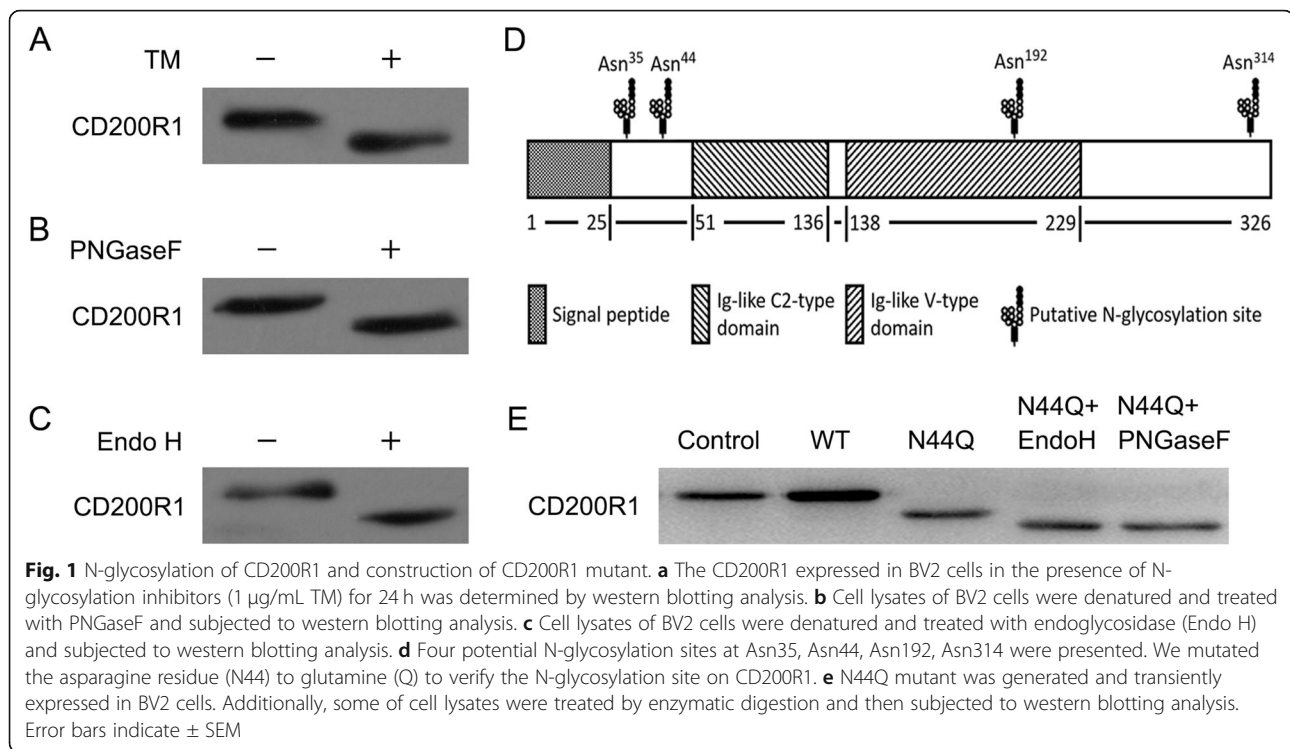 A
TM − +
CD200R1
B
PNGaseF − +
CD200R1
C
Endo H − +
CD200R1
D
Asn35 Asn44 Asn192 Asn314
1 25 51 136 - 138 229 326
Signal peptide
Ig-like C2-type domain
Ig-like V-type domain
Putative N-glycosylation site
E
Control WT N44Q N44Q+ EndoH N44Q+ PNGaseF
CD200R1
Fig. 1 N-glycosylation of CD200R1 and construction of CD200R1 mutant. a The CD200R1 expressed in BV2 cells in the presence of N-
glycosylation inhibitors (1 μg/mL TM) for 24 h was determined by western blotting analysis. b Cell lysates of BV2 cells were denatured and treated
with PNGaseF and subjected to western blotting analysis. c Cell lysates of BV2 cells were denatured and treated with endoglycosidase (Endo H)
and subjected to western blotting analysis. d Four potential N-glycosylation sites at Asn35, Asn44, Asn192, Asn314 were presented. We mutated
the asparagine residue (N44) to glutamine (Q) to verify the N-glycosylation site on CD200R1. e N44Q mutant was generated and transiently
expressed in BV2 cells. Additionally, some of cell lysates were treated by enzymatic digestion and then subjected to western blotting analysis.
Error bars indicate ± SEM